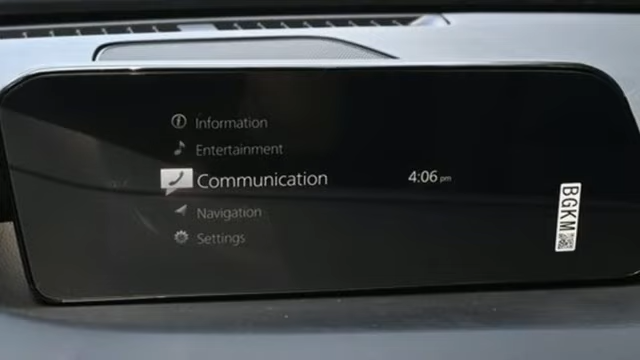 Information
Entertainment
Communication
4:06 pm
Navigation
Settings
BGKM